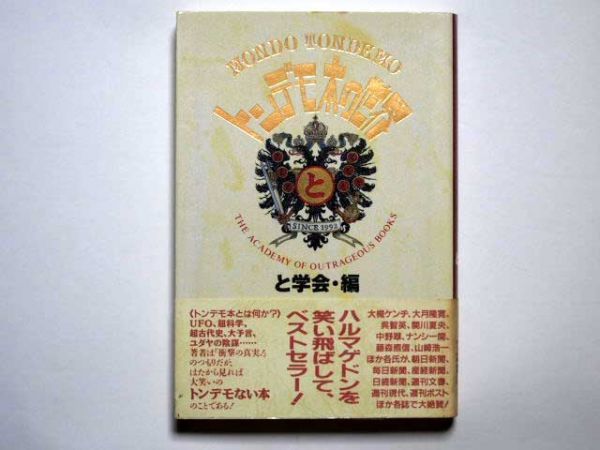 MONDO TONDEMO
トンデモ本の世界
と
SINCE 1992
THE ACADEMY OF OUTRAGEOUS BOOKS
と学会・編
ハルマゲドンを
笑い飛ばして、
ベストセラー!
〈トンデモ本とは何か?〉
UFO、超科学、
超古代史、大予言、
ユダヤの陰謀……
著者は「衝撃の真実」の
つもりだが、
はたから見れば
大笑いの
トンデモない本
のことである!
大槻ケンヂ、大月隆寛、
呉智英、関川夏央、
中野翠、ナンシー関、
藤森照信、山崎浩一
ほか各氏が、朝日新聞、
毎日新聞、産経新聞、
日経新聞、週刊文春、
週刊現代、週刊ポスト
ほか各誌で大絶賛!